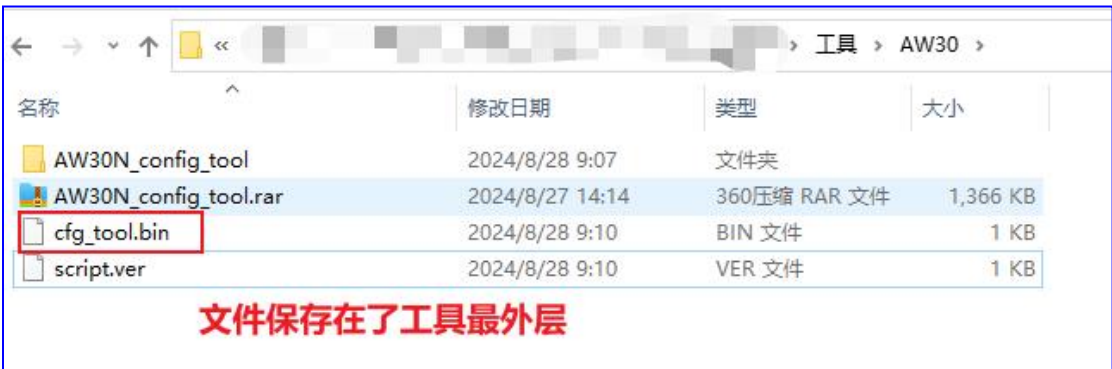 « › 工具 › AW30 ›
名称 修改日期 类型 大小
AW30N_config_tool 2024/8/28 9:07 文件夹
AW30N_config_tool.rar 2024/8/27 14:14 360压缩 RAR 文件 1,366 KB
cfg_tool.bin 2024/8/28 9:10 BIN 文件 1 KB
script.ver 2024/8/28 9:10 VER 文件 1 KB
文件保存在了工具最外层